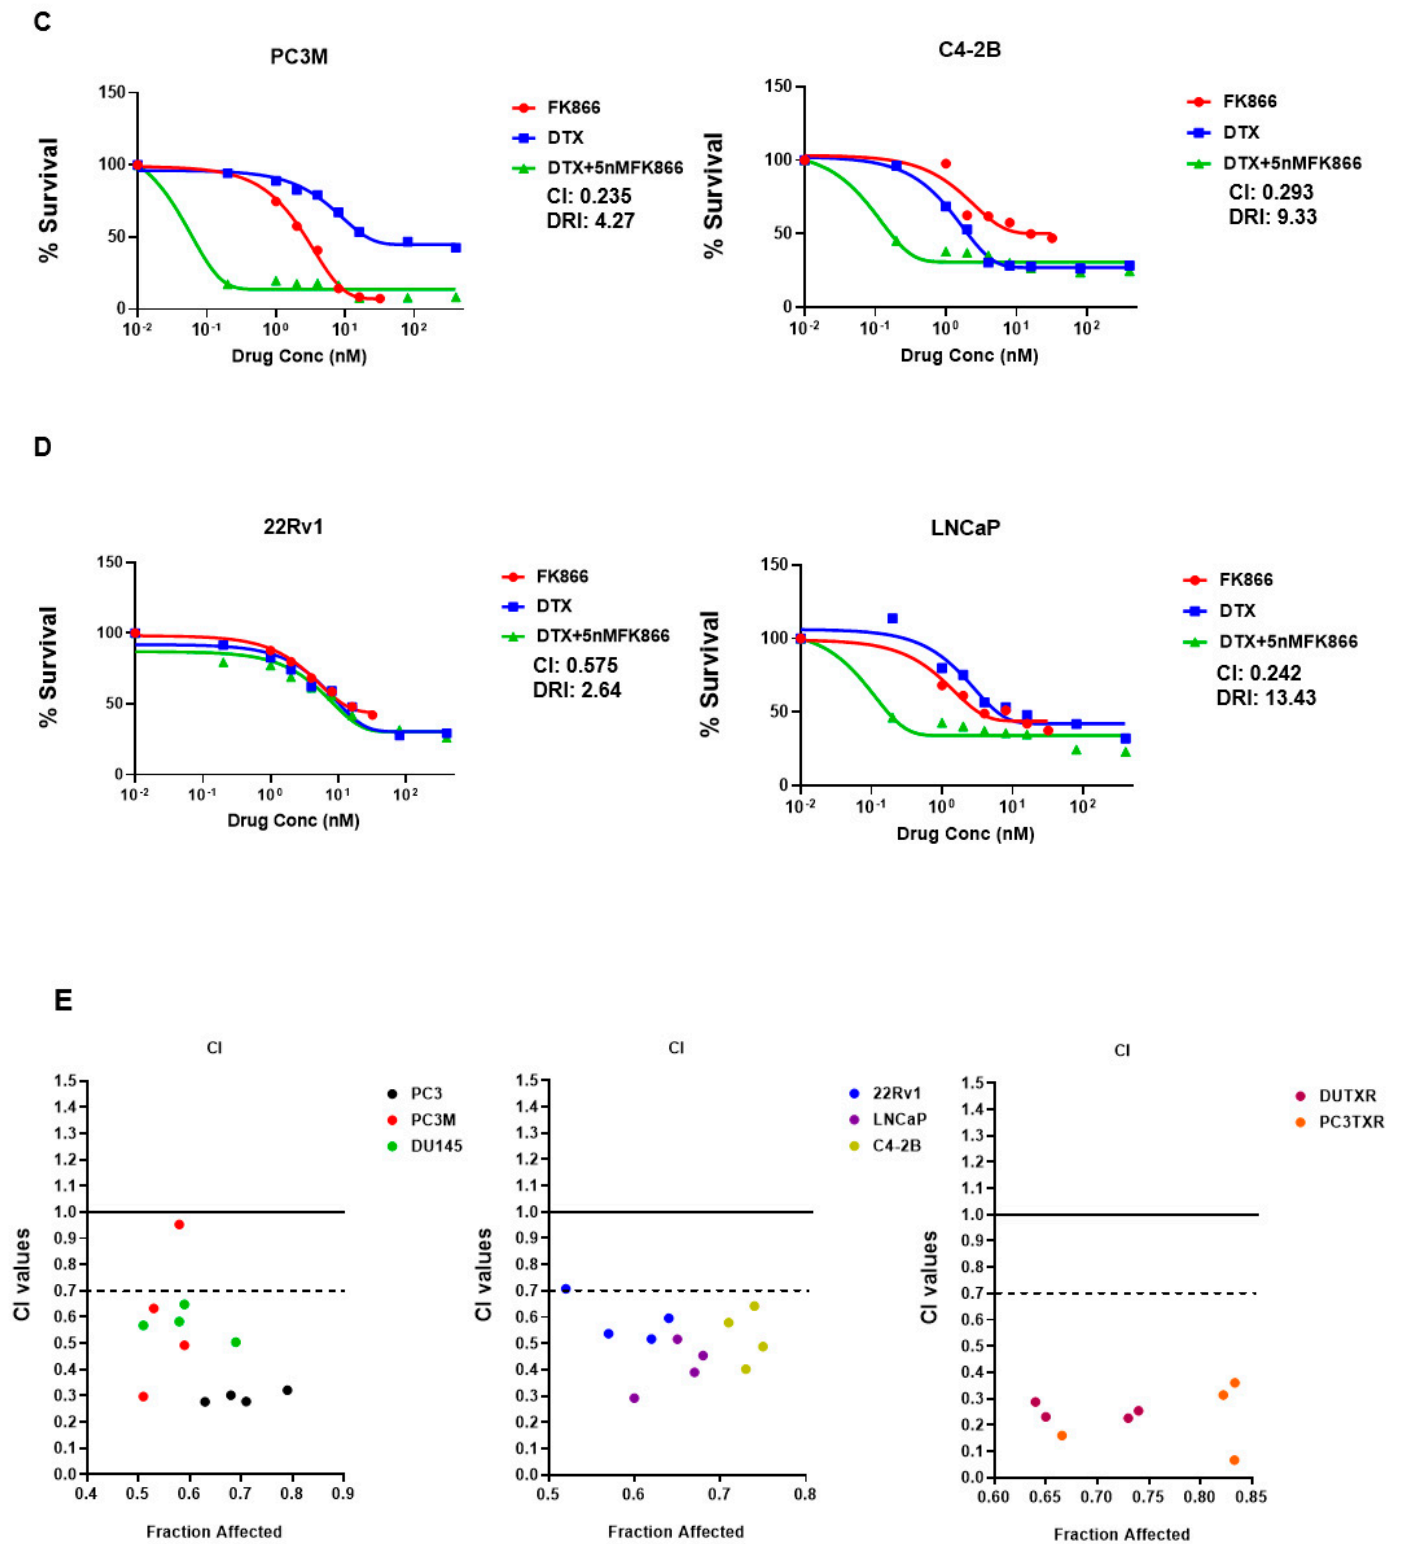 C
PC3M
150
100
50
0
% Survival
10-2
10-1
100
101
102
Drug Conc (nM)
FK866
DTX
DTX+5nMFK866
CI: 0.235
DRI: 4.27
C4-2B
150
100
50
0
% Survival
10-2
10-1
100
101
102
Drug Conc (nM)
FK866
DTX
DTX+5nMFK866
CI: 0.293
DRI: 9.33
D
22Rv1
150
100
50
0
% Survival
10-2
10-1
100
101
102
Drug Conc (nM)
FK866
DTX
DTX+5nMFK866
CI: 0.575
DRI: 2.64
LNCaP
150
100
50
0
% Survival
10-2
10-1
100
101
102
Drug Conc (nM)
FK866
DTX
DTX+5nMFK866
CI: 0.242
DRI: 13.43
E
CI
1.5
1.4
1.3
1.2
1.1
1.0
0.9
0.8
0.7
0.6
0.5
0.4
0.3
0.2
0.1
0.0
CI values
0.4
0.5
0.6
0.7
0.8
0.9
Fraction Affected
PC3
PC3M
DU145
CI
1.5
1.4
1.3
1.2
1.1
1.0
0.9
0.8
0.7
0.6
0.5
0.4
0.3
0.2
0.1
0.0
CI values
0.5
0.6
0.7
0.8
Fraction Affected
22Rv1
LNCaP
C4-2B
CI
1.5
1.4
1.3
1.2
1.1
1.0
0.9
0.8
0.7
0.6
0.5
0.4
0.3
0.2
0.1
0.0
CI values
0.60
0.65
0.70
0.75
0.80
0.85
Fraction Affected
DUTXR
PC3TXR